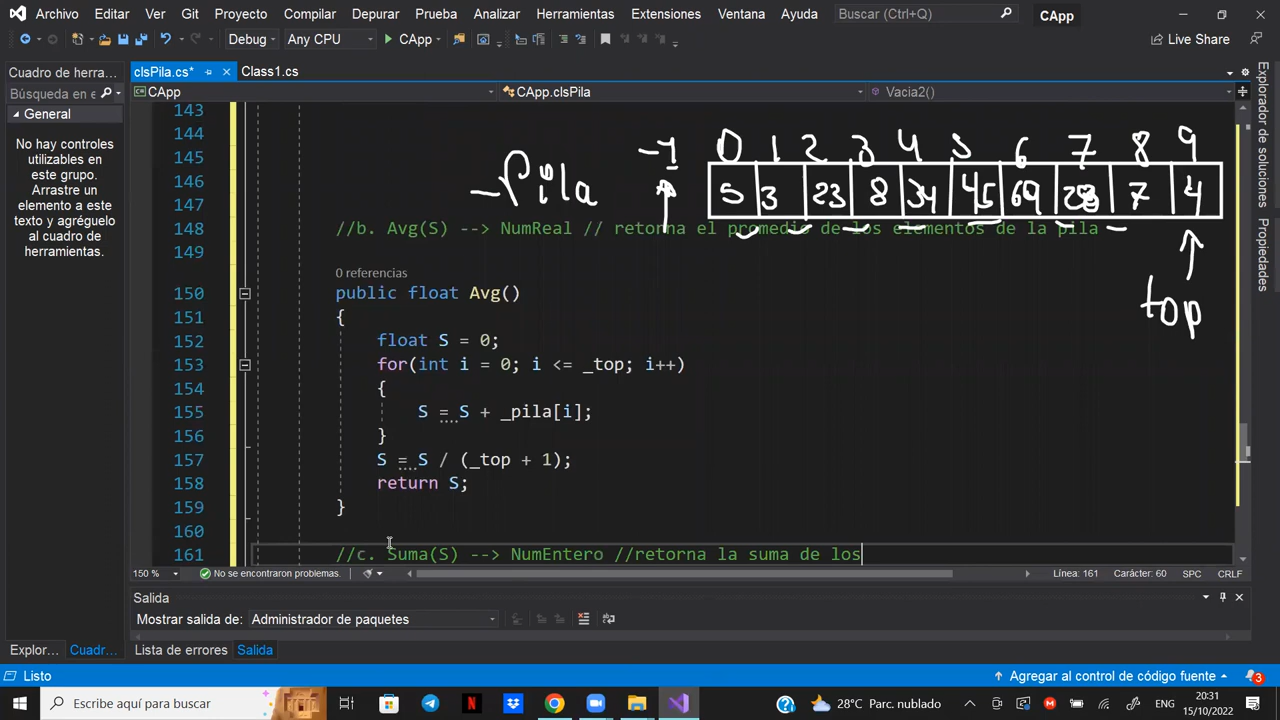 Archivo Editar Ver Git Proyecto Compilar Depurar Prueba Analizar Herramientas Extensiones Ventana Ayuda Buscar (Ctrl+Q) CApp
Debug Any CPU CApp Live Share
Cuadro de herra...
clsPila.cs* Class1.cs
Búsqueda en e
CApp CApp.clsPila Vacia2()
General
No hay controles
utilizables en
este grupo.
Arrastre un
elemento a este
texto y agréguelo
al cuadro de
herramientas.
Cuadro de diagnóstico
Propiedades
143
144
145
146
147
148 //b. Avg(S) --> NumReal // retorna el promedio de los elementos de la pila
149
0 referencias
150 public float Avg()
151 {
152 float S = 0;
153 for(int i = 0; i <= _top; i++)
154 {
155 S = S + _pila[i];
156 }
157 S = S / (_top + 1);
158 return S;
159 }
160
161 //c. Suma(S) --> NumEntero //retorna la suma de los
-1 0 1 2 3 4 5 6 7 8 9
_Pila 5 3 23 8 34 45 69 7 4
top
150 % No se encontraron problemas. Línea: 161 Carácter: 60 SPC CRLF
Salida
Mostrar salida de: Administrador de paquetes
Explor... Cuadr... Lista de errores Salida
Listo Agregar al control de código fuente 3
Escribe aquí para buscar 28°C Parc. nublado ENG 20:31
15/10/2022